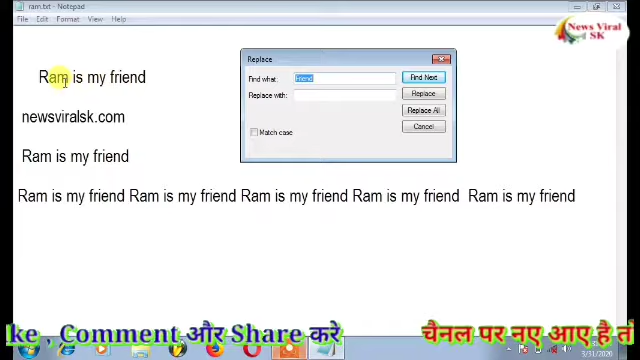 ram.txt - Notepad
File Edit Format View Help
News Viral
SK
Ram is my friend
newsviralsk.com
Ram is my friend
Ram is my friend Ram is my friend Ram is my friend Ram is my friend Ram is my friend
Replace
Find what: friend Find Next
Replace with: Replace
Replace All
Cancel
Match case
ke , Comment और Share करे चैनल पर नए आए है तो
3/31/2020